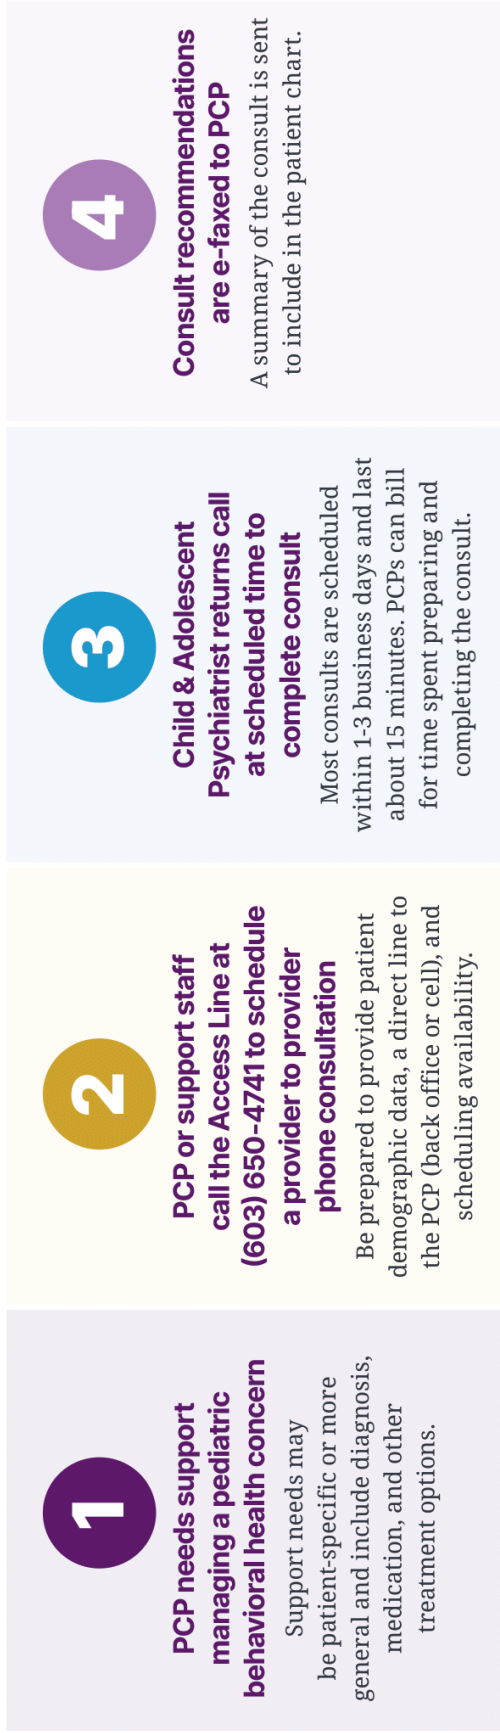 1
PCP needs support
managing a pediatric
behavioral health concern
Support needs may
be patient-specific or more
general and include diagnosis,
medication, and other
treatment options.
2
PCP or support staff
call the Access Line at
(603) 650-4741 to schedule
a provider to provider
phone consultation
Be prepared to provide patient
demographic data, a direct line to
the PCP (back office or cell), and
scheduling availability.
3
Child & Adolescent
Psychiatrist returns call
at scheduled time to
complete consult
Most consults are scheduled
within 1-3 business days and last
about 15 minutes. PCPs can bill
for time spent preparing and
completing the consult.
4
Consult recommendations
are e-faxed to PCP
A summary of the consult is sent
to include in the patient chart.